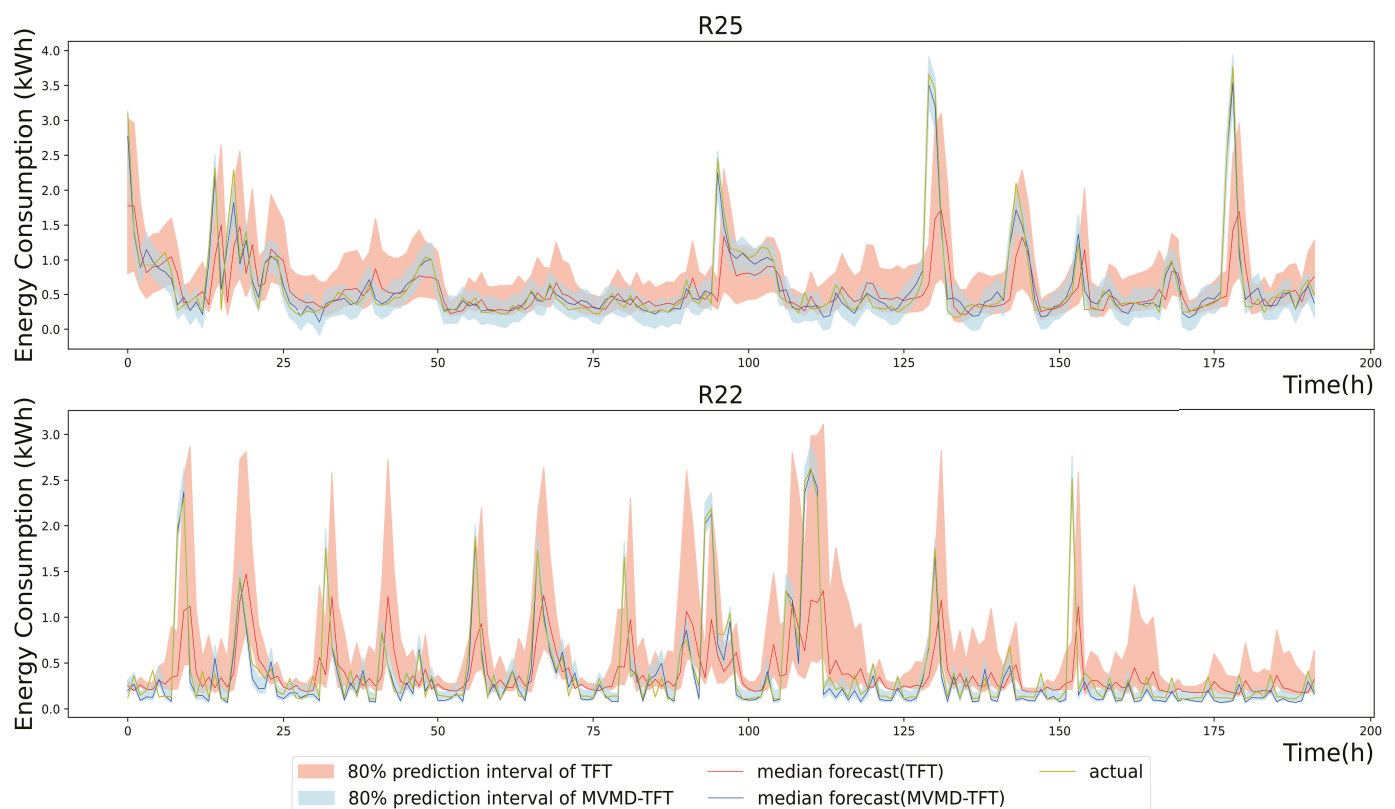 R25
Energy Consumption (kWh)
4.0
3.5
3.0
2.5
2.0
1.5
1.0
0.5
0.0
0 25 50 75 100 125 150 175 200
Time(h)
R22
Energy Consumption (kWh)
3.0
2.5
2.0
1.5
1.0
0.5
0.0
0 25 50 75 100 125 150 175 200
Time(h)
80% prediction interval of TFT median forecast(TFT) actual
80% prediction interval of MVMD-TFT median forecast(MVMD-TFT)